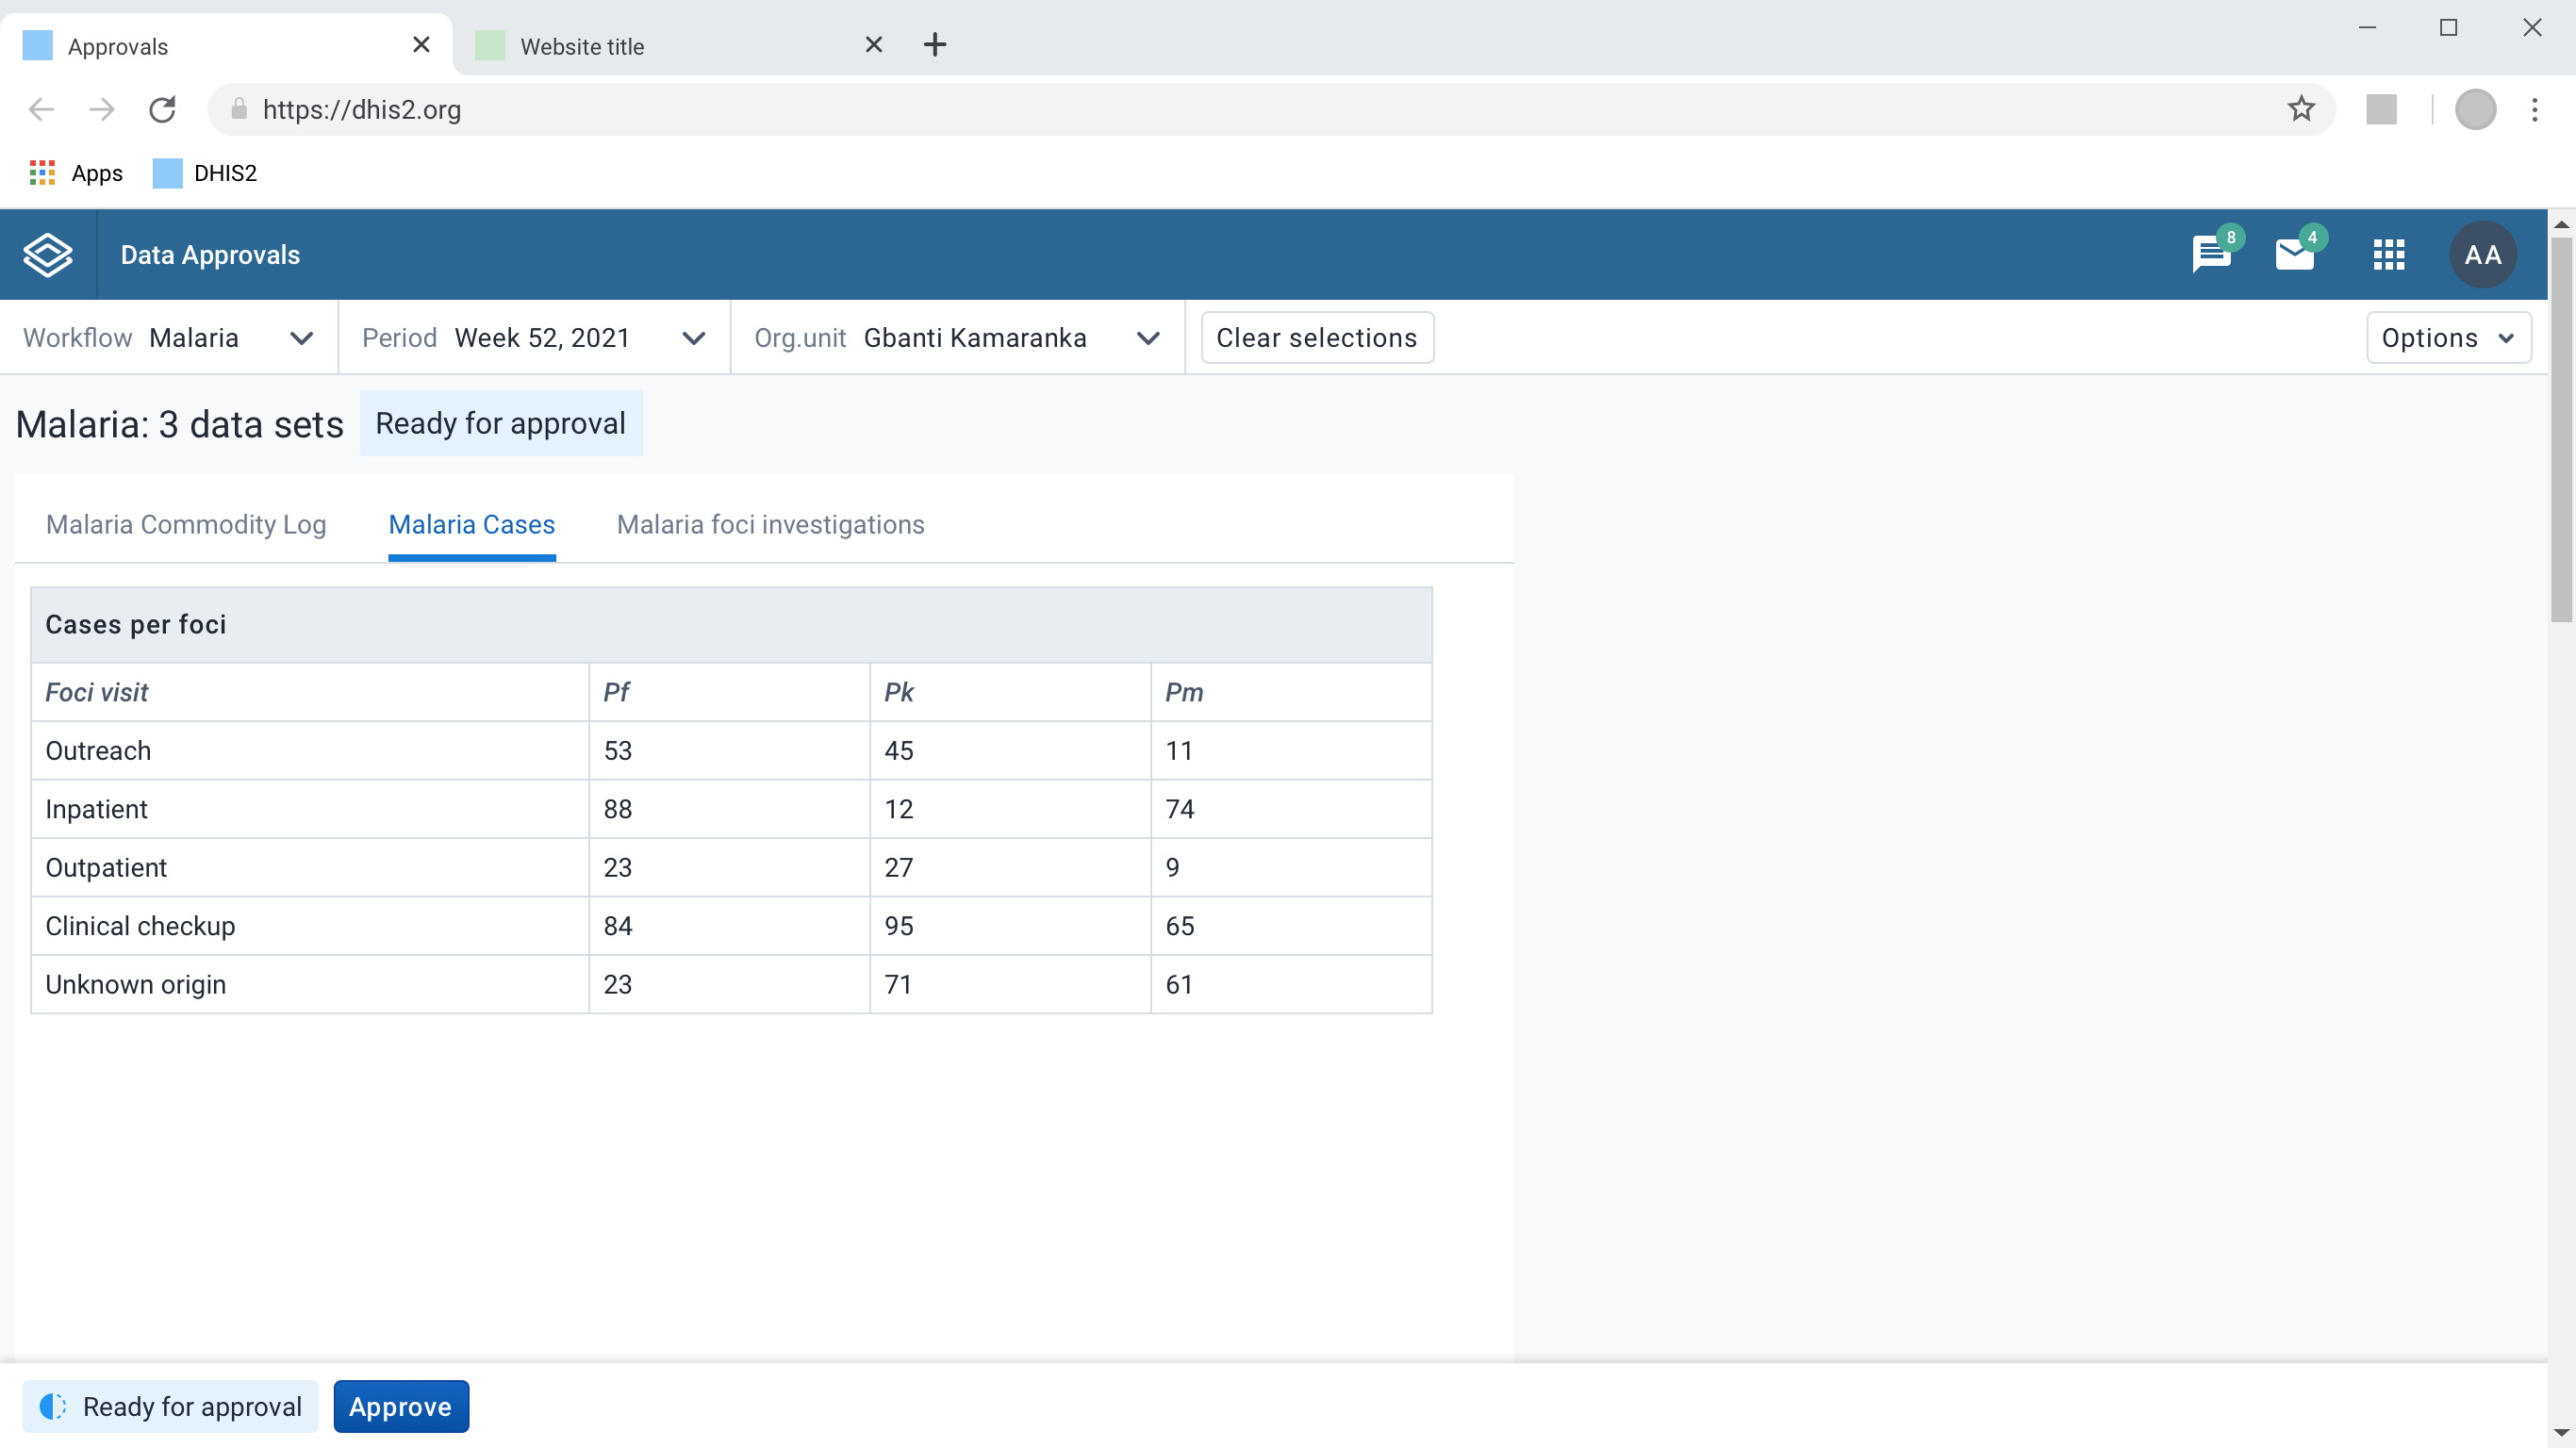 Approvals
Website title
https://dhis2.org
Apps
DHIS2
Data Approvals
8
4
AA
Workflow Malaria
Period Week 52, 2021
Org.unit Gbanti Kamaranka
Clear selections
Options
Malaria: 3 data sets
Ready for approval
Malaria Commodity Log
Malaria Cases
Malaria foci investigations
Cases per foci
Foci visit Pf Pk Pm
Outreach 53 45 11
Inpatient 88 12 74
Outpatient 23 27 9
Clinical checkup 84 95 65
Unknown origin 23 71 61
Ready for approval
Approve